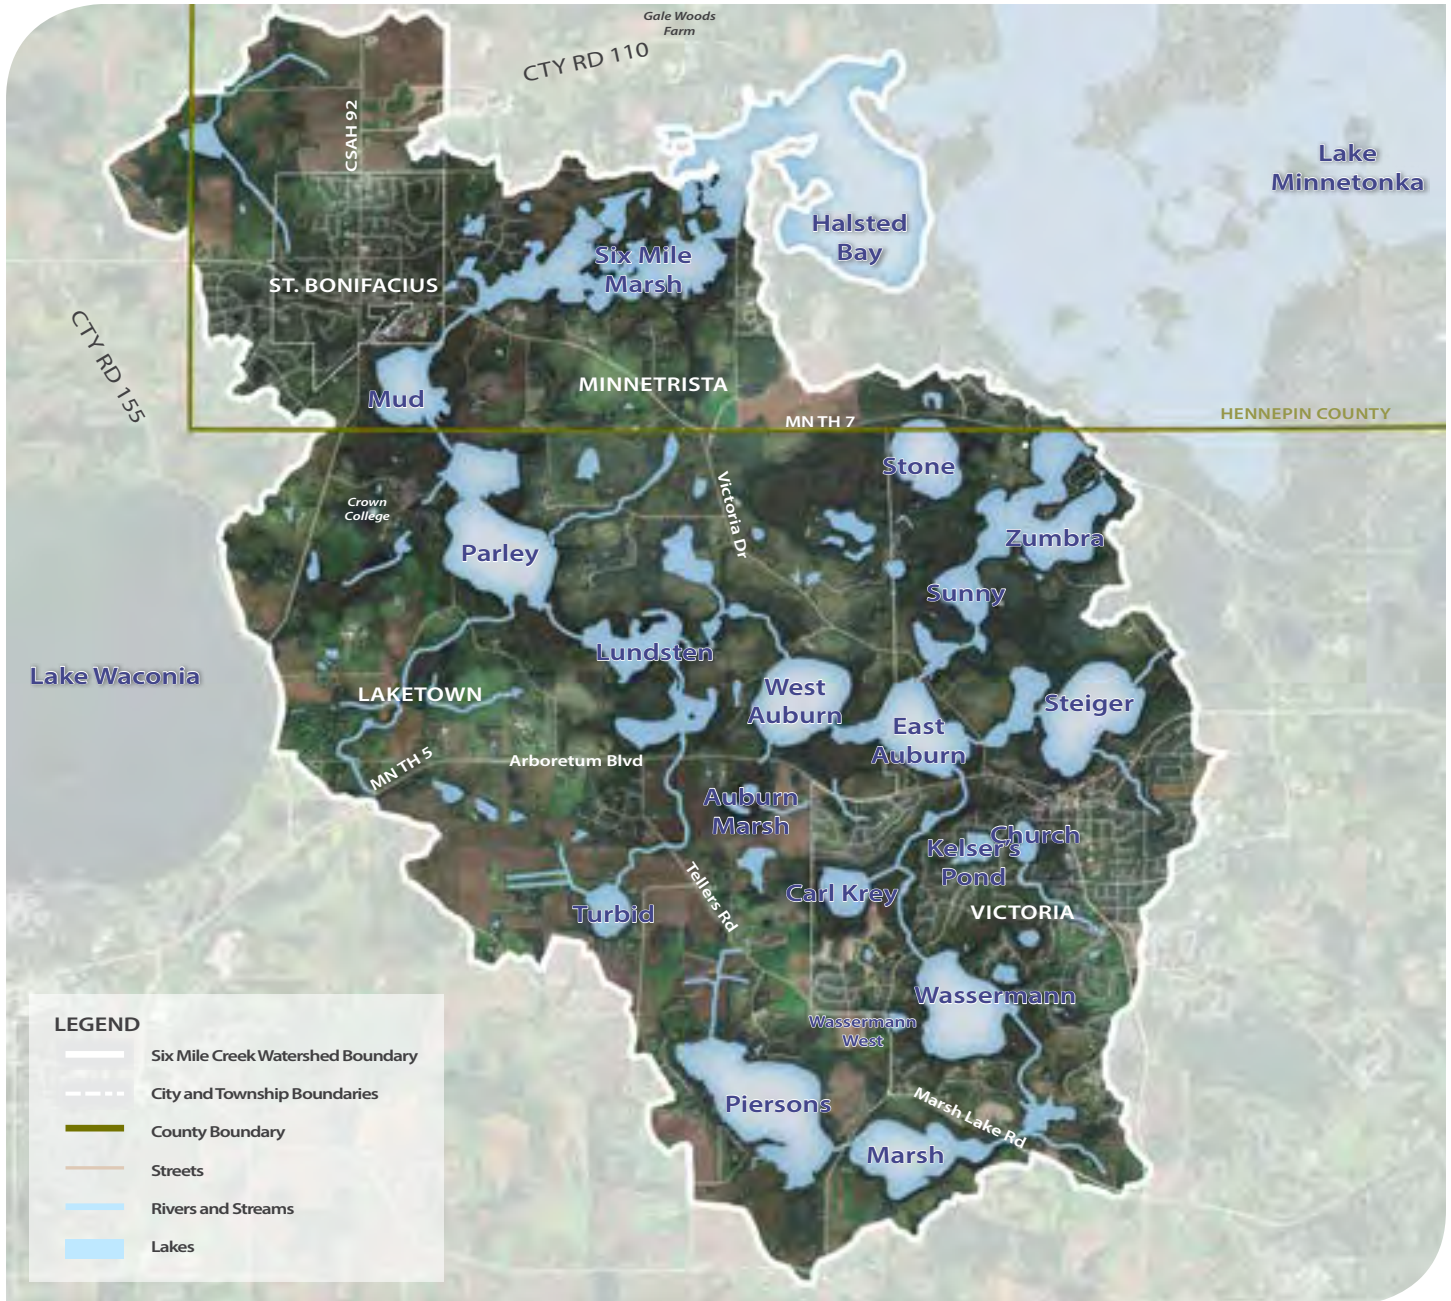 Gale Woods
Farm
CTY RD 110
CSAH 92
Lake
Minnetonka
Halsted
Bay
Six Mile
Marsh
ST. BONIFACIUS
CTY RD 155
MINNETRISTA
Mud
MN TH 7
HENNEPIN COUNTY
Stone
Crown
College
Victoria Dr
Parley
Zumbra
Sunny
Lundsten
Lake Waconia
LAKETOWN
West
Auburn
East
Auburn
Steiger
MN TH 5
Arboretum Blvd
Auburn
Marsh
Church
Kelser's
Pond
Carl Krey
Tellers Rd
Turbid
VICTORIA
Wassermann
Wassermann
West
Piersons
Marsh Lake Rd
Marsh
LEGEND
Six Mile Creek Watershed Boundary
City and Township Boundaries
County Boundary
Streets
Rivers and Streams
Lakes